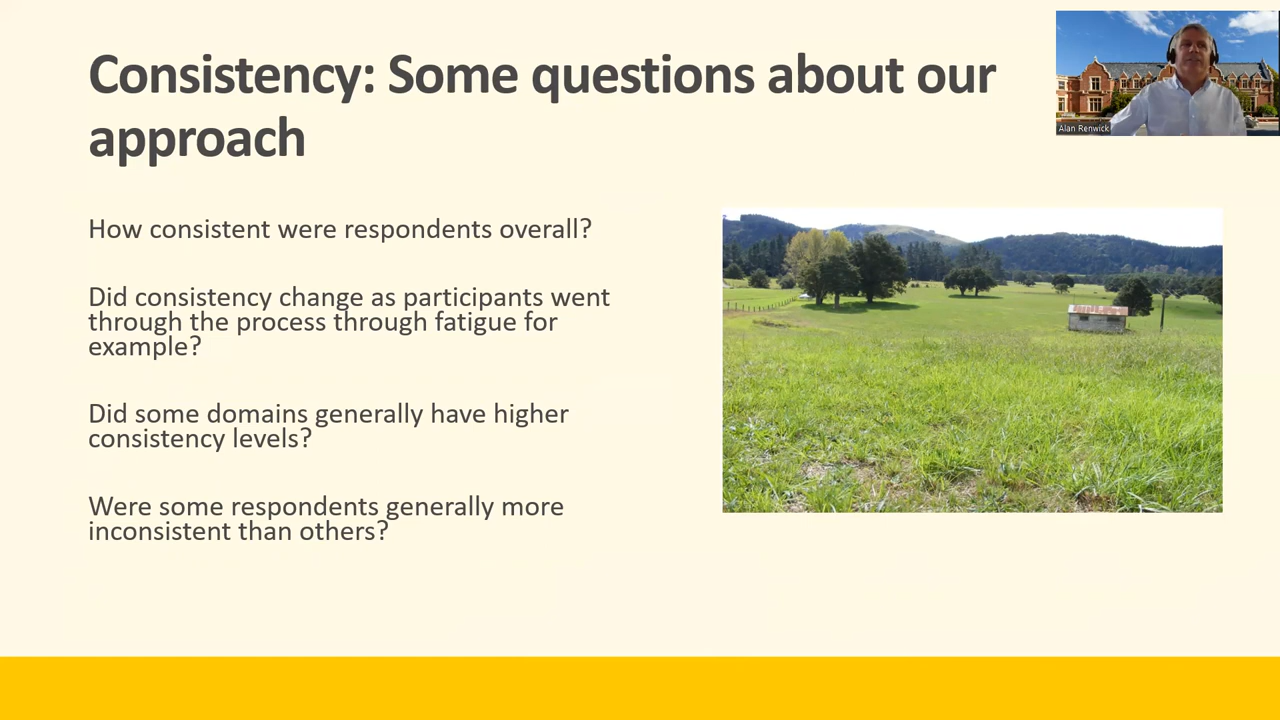 Consistency: Some questions about our
approach
Alan Renwick
How consistent were respondents overall?
Did consistency change as participants went
through the process through fatigue for
example?
Did some domains generally have higher
consistency levels?
Were some respondents generally more
inconsistent than others?